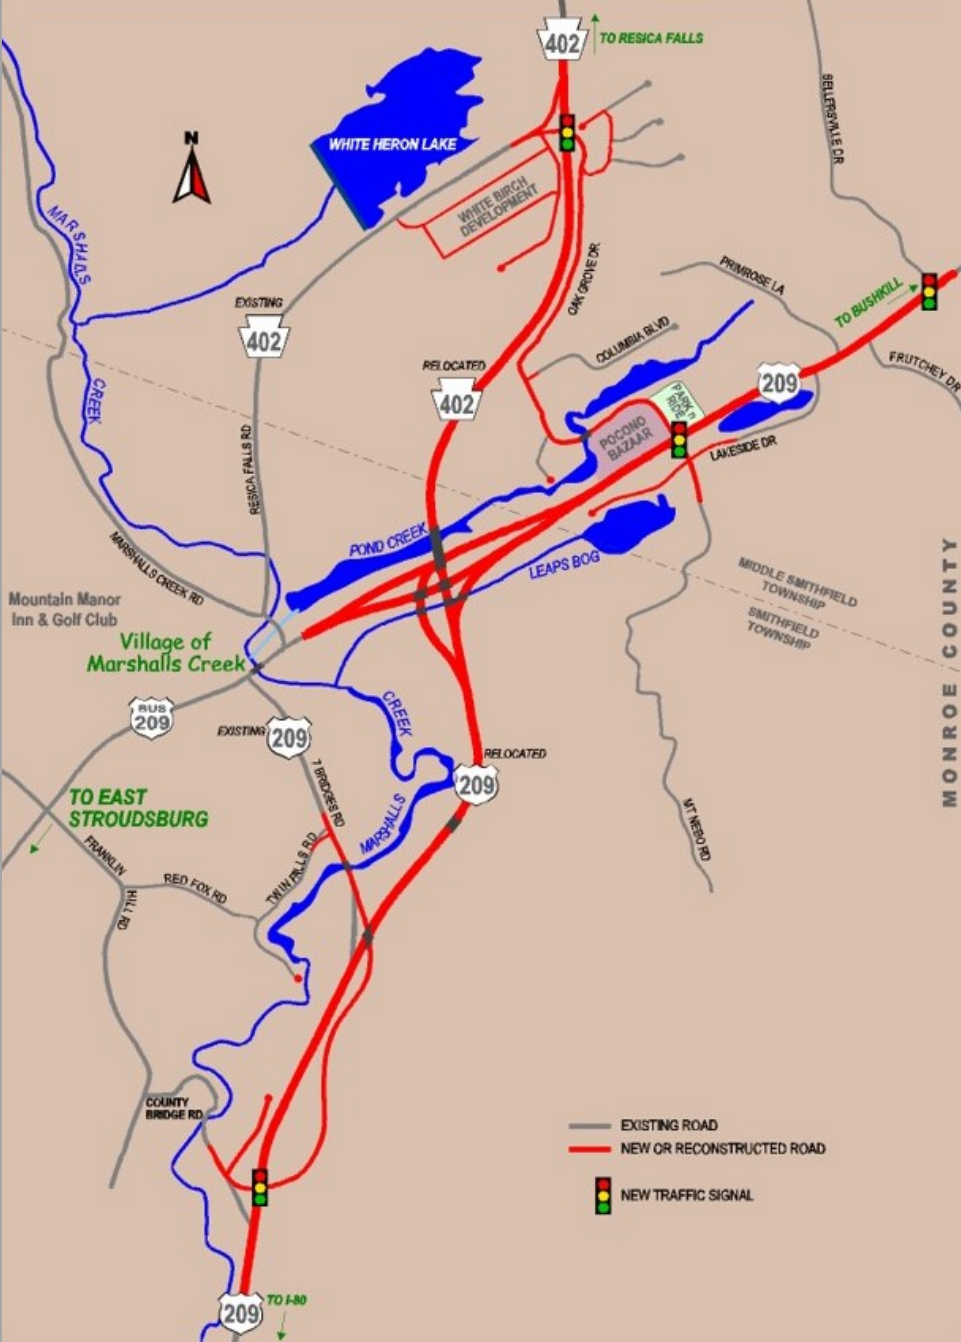 402
TO RESICA FALLS
SELLERSVILLE DR
WHITE HERON LAKE
N
WHITE BIRCH
DEVELOPMENT
MARSHALLS
OAK GROVE DR.
PRIMROSE LA
TO BUSHKILL
EXISTING
402
COLUMBIA BLVD
FRUTCHEY DR
RELOCATED
402
209
CREEK
PARK n
RIDE
POCONO
BAZAAR
LAKESIDE DR
RESICA FALLS RD
POND CREEK
LEAPS BOG
MARSHALLS CREEK RD
MIDDLE SMITHFIELD
TOWNSHIP
SMITHFIELD
TOWNSHIP
MONROE COUNTY
Mountain Manor
Inn & Golf Club
Village of
Marshalls Creek
BUS
209
EXISTING
209
CREEK
RELOCATED
209
7 BRIDGES RD
MARSHALLS
TO EAST
STROUDSBURG
MT NEBO RD
FRANKLIN
HILL RD
RED FOX RD
TWIN FALLS RD
COUNTY
BRIDGE RD
EXISTING ROAD
NEW OR RECONSTRUCTED ROAD
NEW TRAFFIC SIGNAL
209
TO I-80